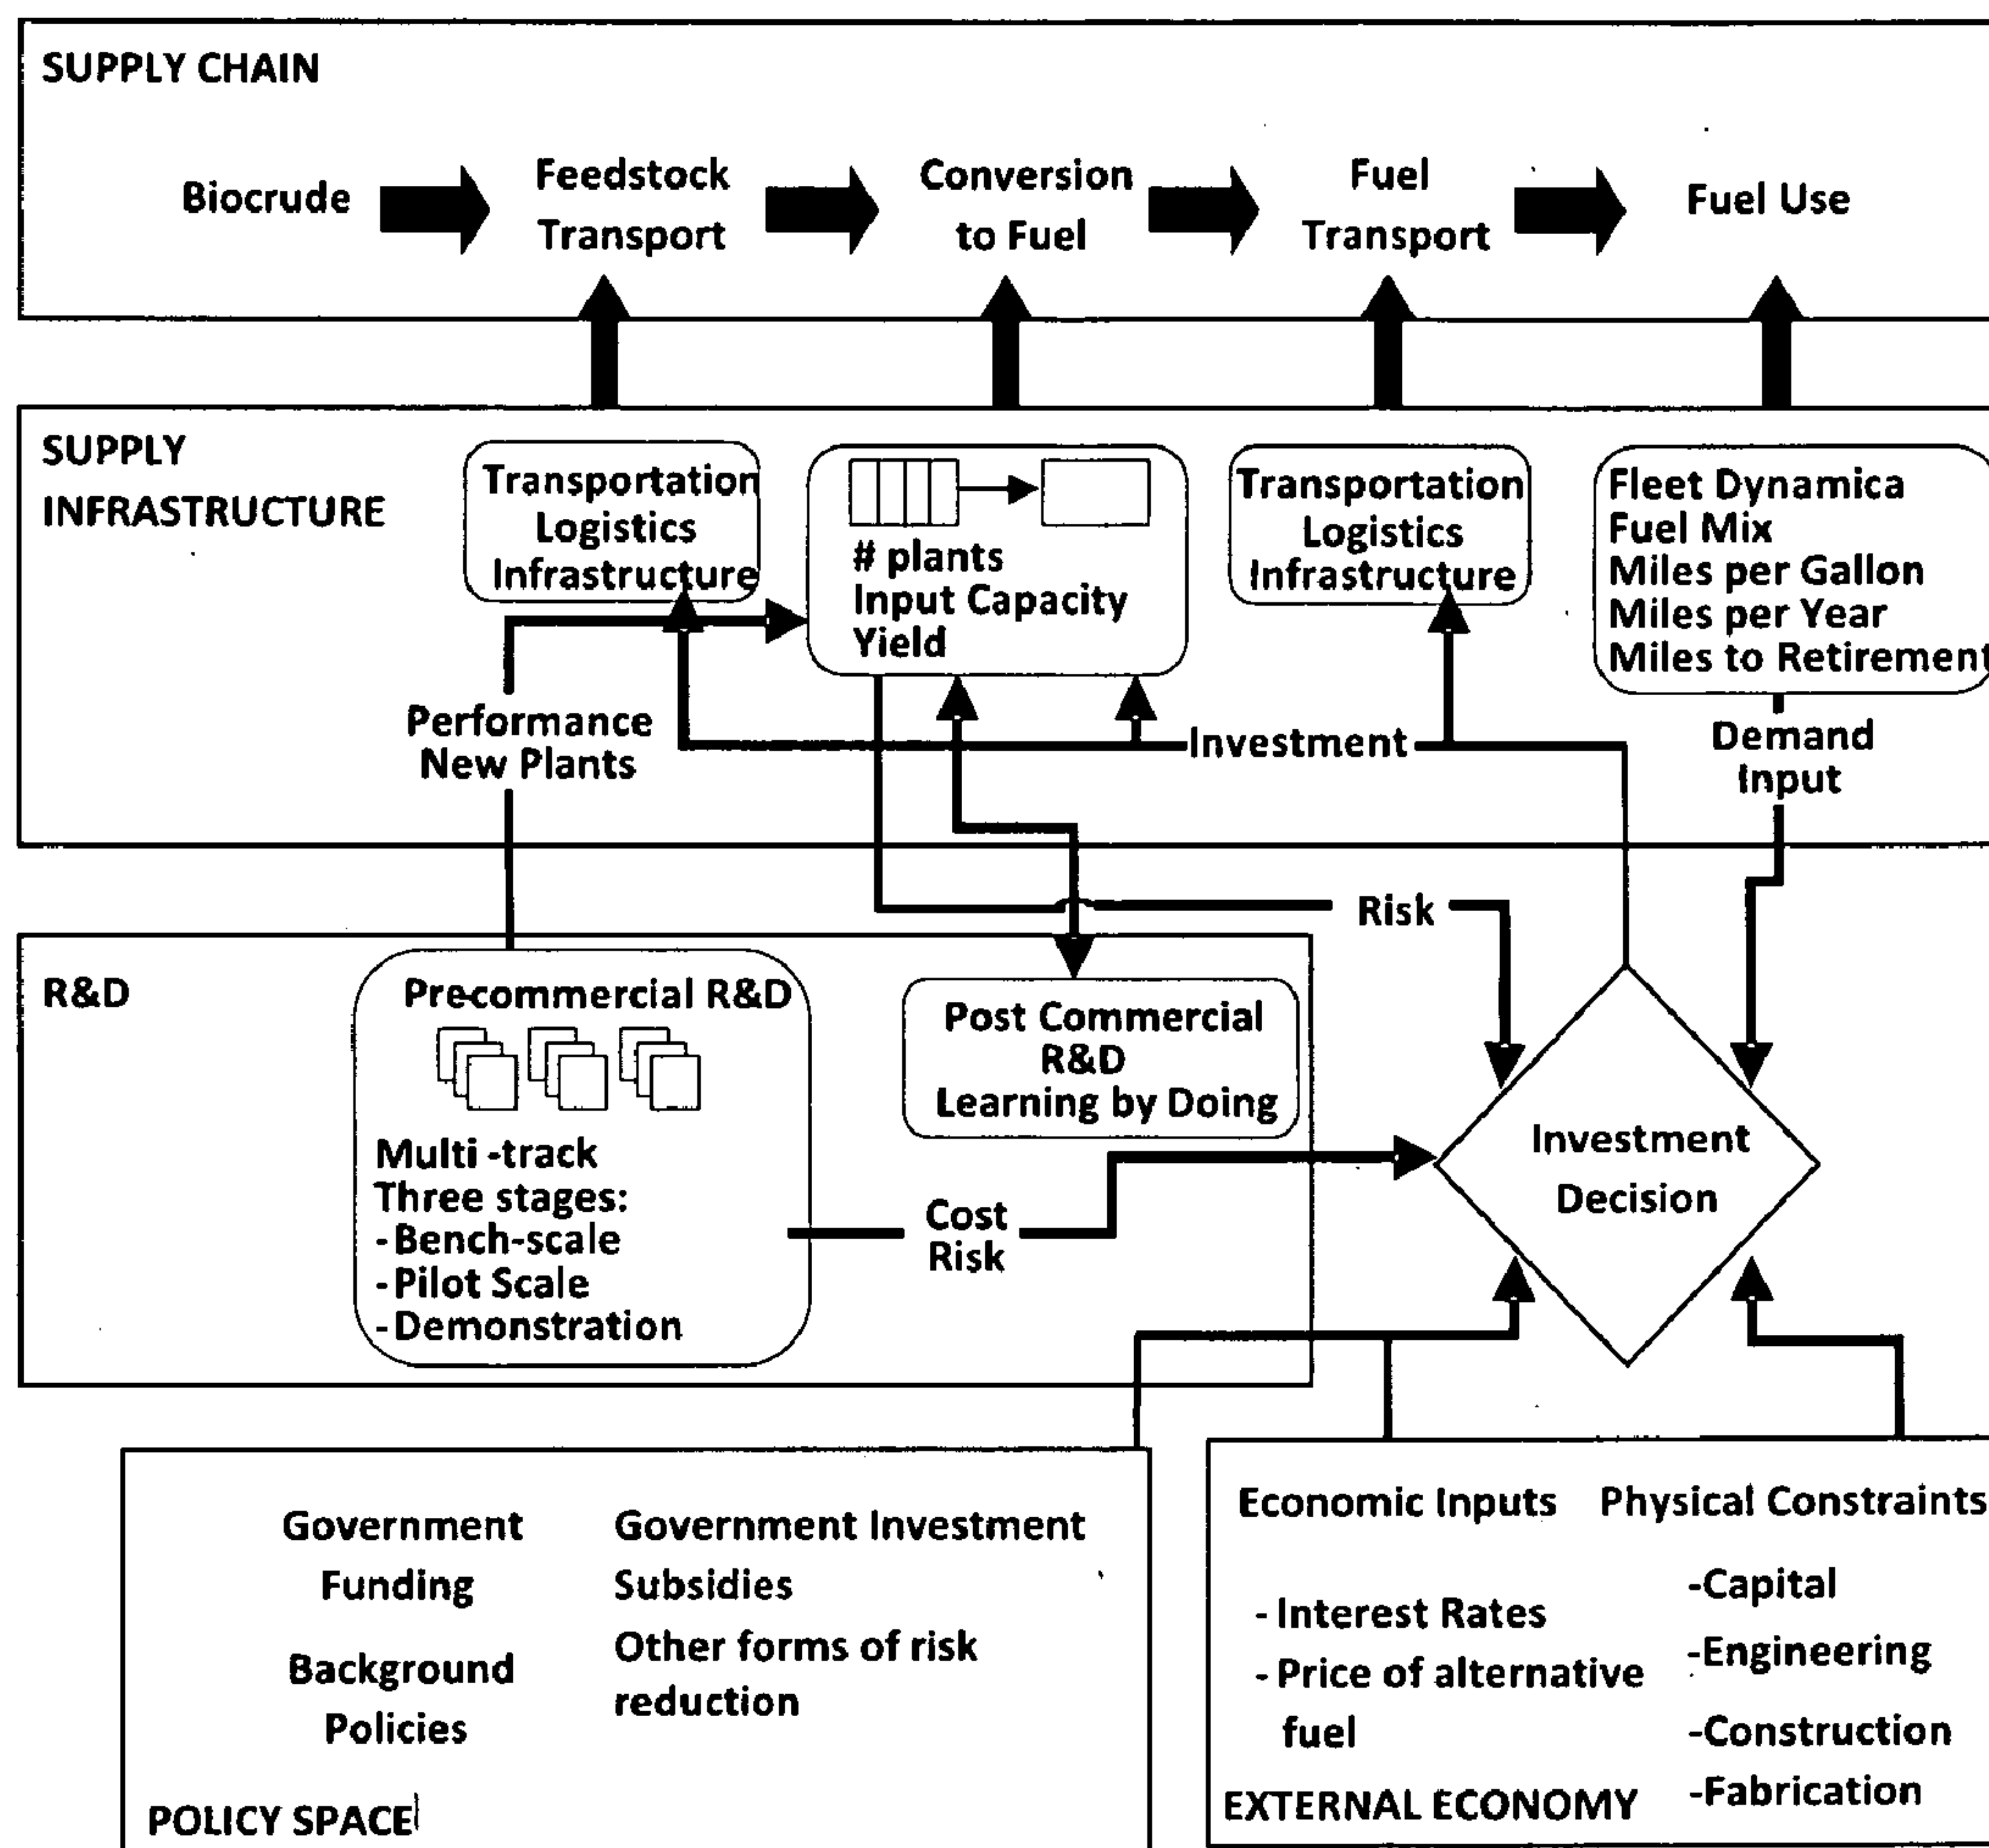 SUPPLY CHAIN
Biocrude
Feedstock
Transport
Conversion
to Fuel
Fuel
Transport
Fuel Use
SUPPLY
INFRASTRUCTURE
Transportation
Logistics
Infrastructure
# plants
Input Capacity
Yield
Transportation
Logistics
Infrastructure
Fleet Dynamica
Fuel Mix
Miles per Gallon
Miles per Year
Miles to Retirement
Performance
New Plants
Investment
Demand
Input
Risk
R&D
Pre-commercial R&D
Multi -track
Three stages:
- Bench-scale
- Pilot Scale
- Demonstration
Post Commercial
R&D
Learning by Doing
Cost
Risk
Investment
Decision
Government
Funding
Background
Policies
Government Investment
Subsidies
Other forms of risk
reduction
POLICY SPACE
Economic Inputs
- Interest Rates
- Price of alternative
fuel
Physical Constraints
-Capital
-Engineering
-Construction
-Fabrication
EXTERNAL ECONOMY